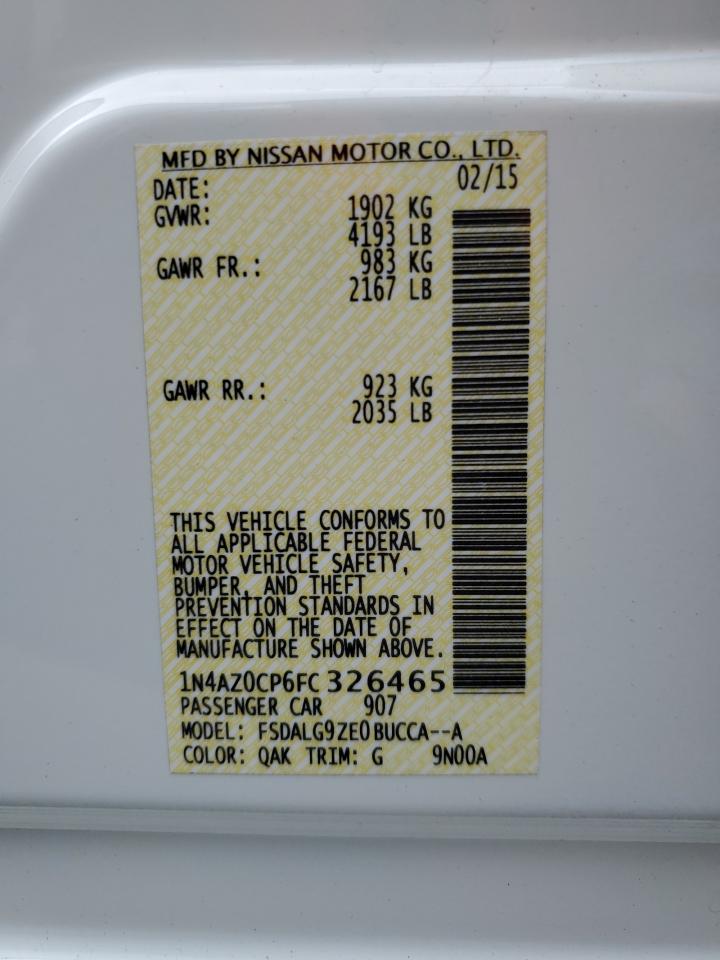 MFD BY NISSAN MOTOR CO., LTD.
DATE: 02/15
GVWR: 1902 KG
4193 LB
GAWR FR.: 983 KG
2167 LB
GAWR RR.: 923 KG
2035 LB
THIS VEHICLE CONFORMS TO
ALL APPLICABLE FEDERAL
MOTOR VEHICLE SAFETY,
BUMPER, AND THEFT
PREVENTION STANDARDS IN
EFFECT ON THE DATE OF
MANUFACTURE SHOWN ABOVE.
1N4AZ0CP6FC 326465
PASSENGER CAR 907
MODEL: FSDALG9ZE0BUCCA--A
COLOR: QAK TRIM: G 9N00A